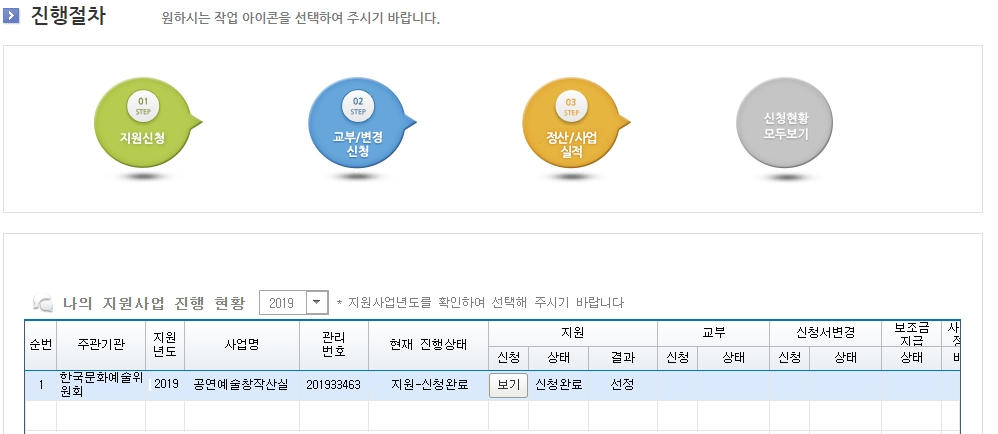 진행절차 원하시는 작업 아이콘을 선택하여 주시기 바랍니다.
01 STEP 지원신청
02 STEP 교부/변경 신청
03 STEP 정산/사업 실적
신청현황 모두보기
나의 지원사업 진행 현황 2019 * 지원사업년도를 확인하여 선택해 주시기 바랍니다
순번 주관기관 지원년도 사업명 관리번호 현재 진행상태 지원 교부 신청서변경 보조금지급
신청 상태 결과 신청 상태 신청 상태 상태
1 한국문화예술위원회 2019 공연예술창작산실 201933463 지원-신청완료 보기 신청완료 선정